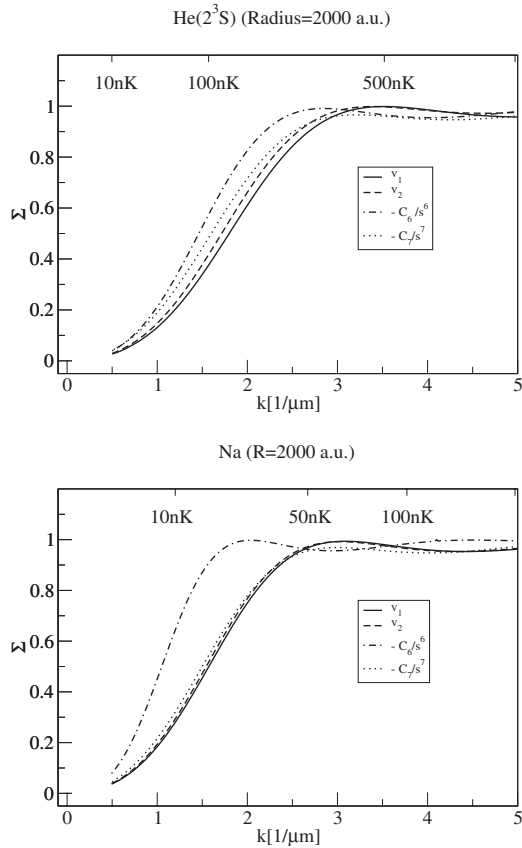 He(2³S) (Radius=2000 a.u.)
10nK 100nK 500nK
1
0.8
0.6
0.4
0.2
0
Σ
v₁
v₂
- C₆/s⁶
- C₇/s⁷
0 1 2 3 4 5
k[1/μm]
Na (R=2000 a.u.)
10nK 50nK 100nK
1
0.8
0.6
0.4
0.2
0
Σ
v₁
v₂
- C₆/s⁶
- C₇/s⁷
0 1 2 3 4 5
k[1/μm]